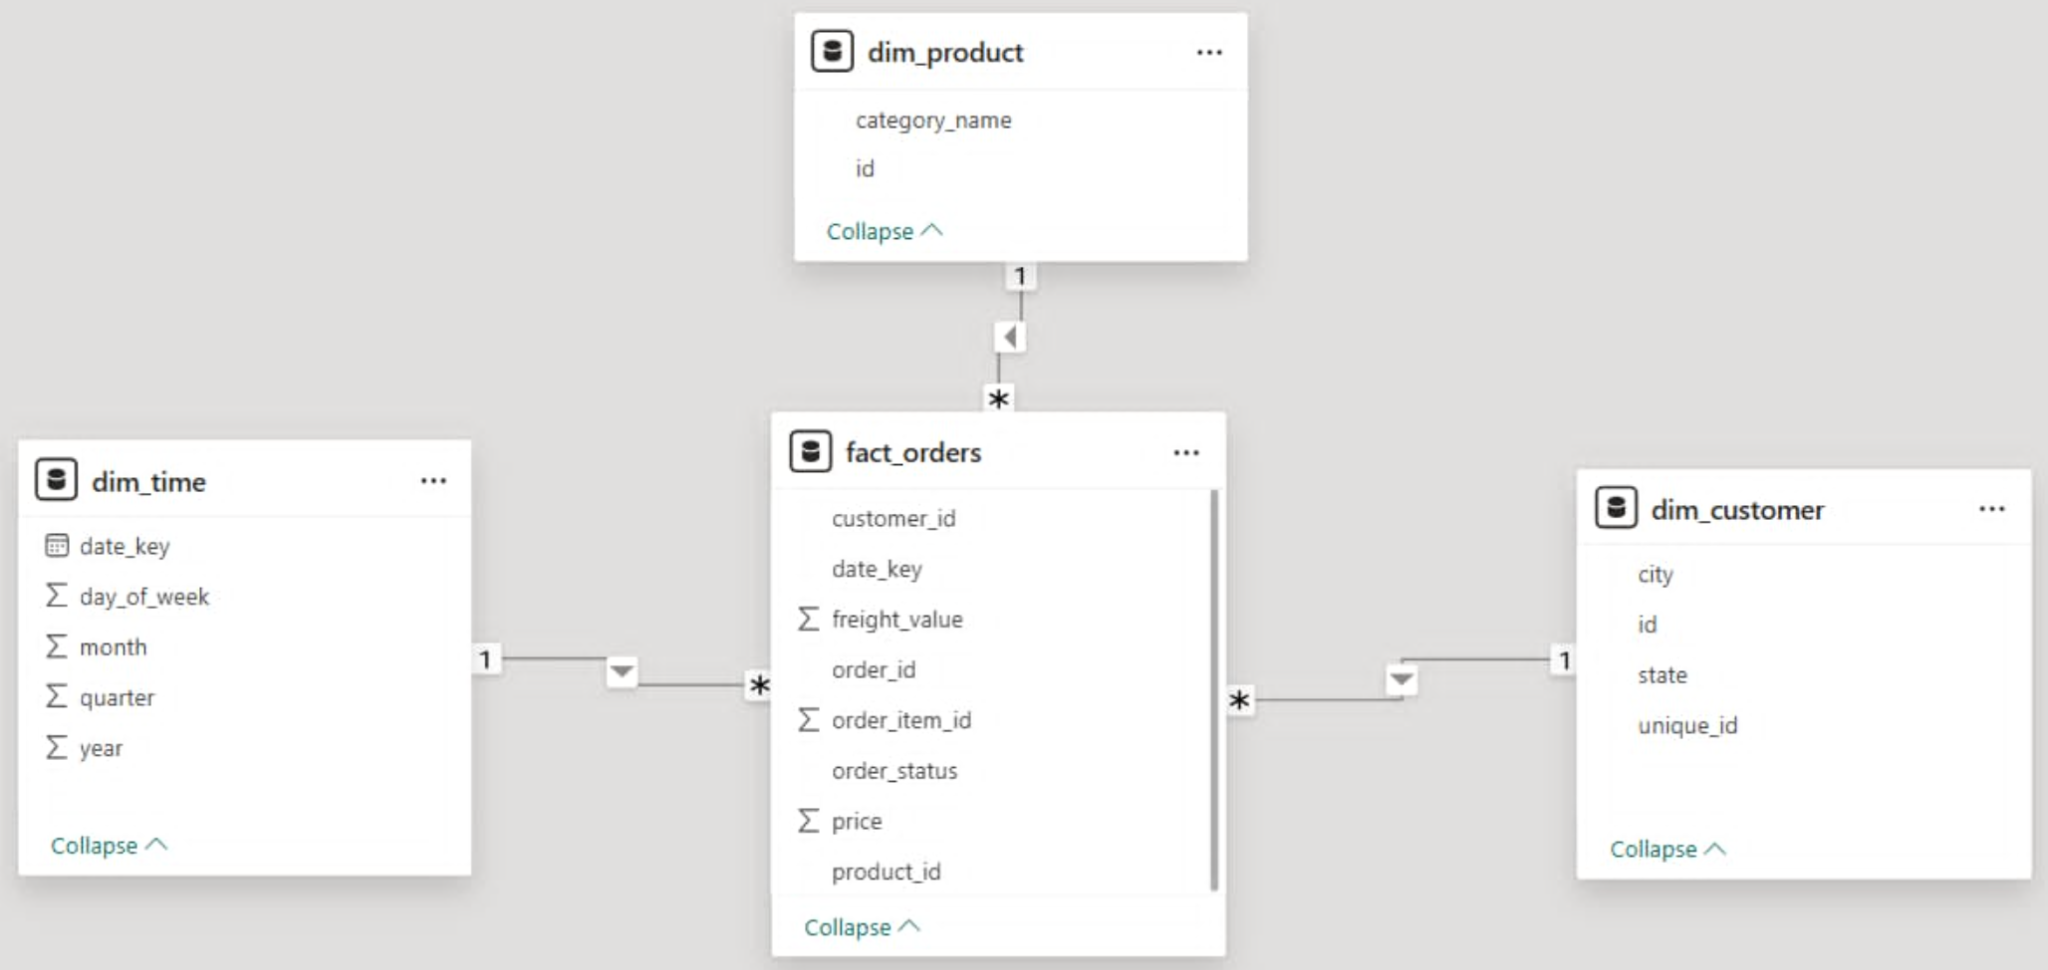 dim_product
category_name
id
Collapse
1
*
dim_time
date_key
day_of_week
month
quarter
year
Collapse
1
*
fact_orders
customer_id
date_key
freight_value
order_id
order_item_id
order_status
price
product_id
Collapse
*
1
dim_customer
city
id
state
unique_id
Collapse